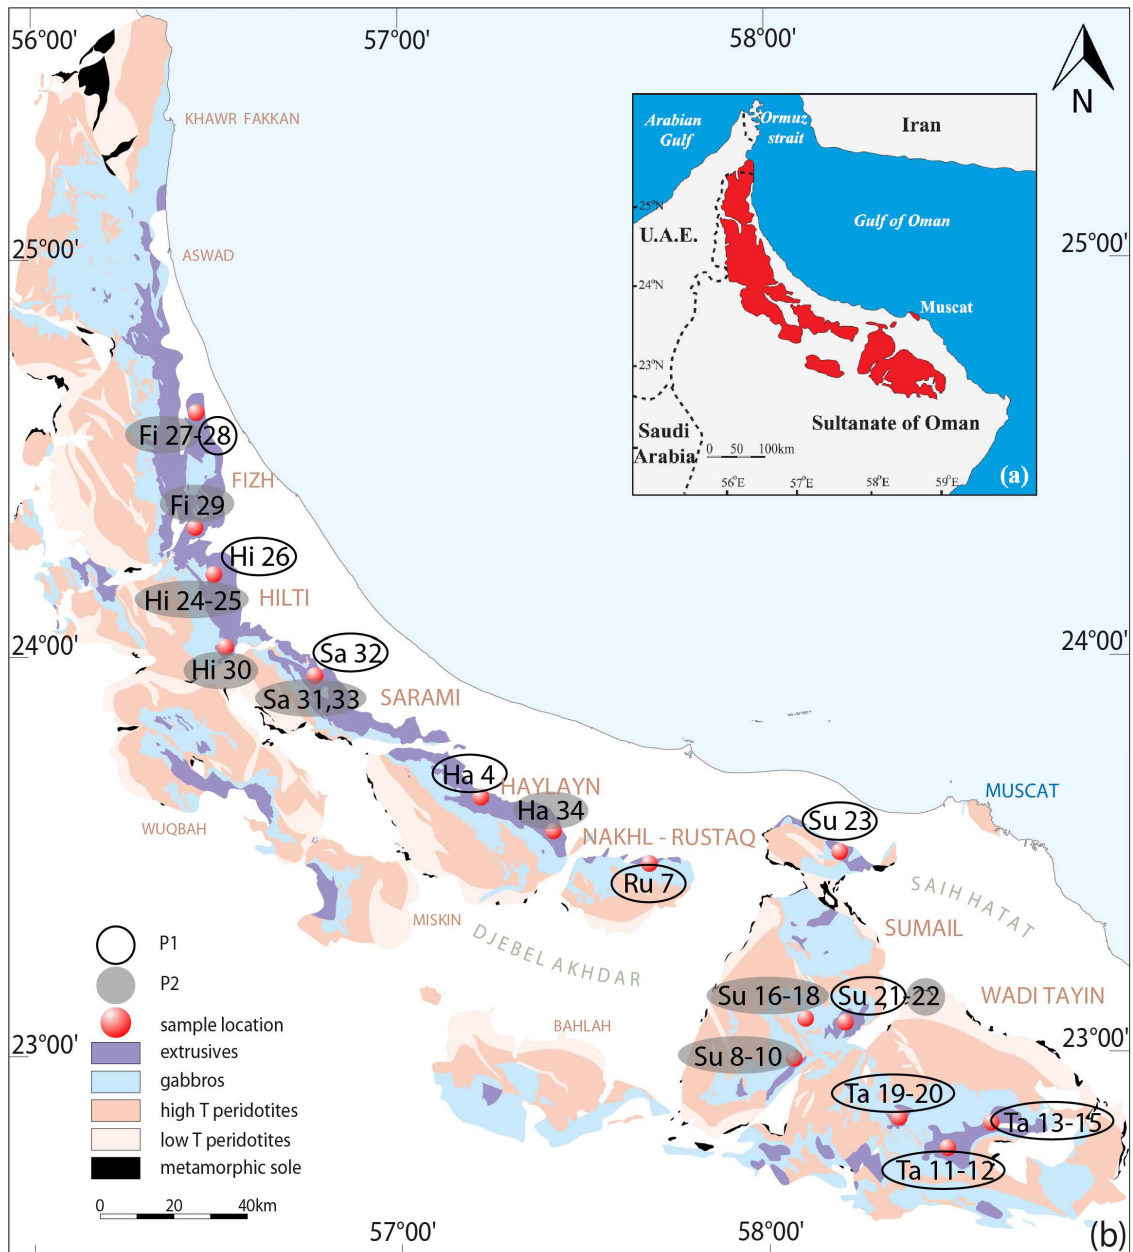 56°00'
57°00'
58°00'
N
KHAWR FAKKAN
Arabian
Gulf
Ormuz
strait
Iran
25°N
U.A.E.
Gulf of Oman
24°N
Muscat
23°N
Sultanate of Oman
Saudi
Arabia
0 50 100km
56°E
57°E
58°E
59°E
(a)
25°00'
ASWAD
25°00'
Fi 27-28
FIZH
Fi 29
Hi 26
Hi 24-25
HILTI
24°00'
24°00'
Sa 32
Hi 30
Sa 31,33
SARAMI
Ha 4
HAYLAYN
Ha 34
MUSCAT
WUQBAH
NAKHL - RUSTAQ
Su 23
Ru 7
SAIH HATAT
MISKIN
DJEBEL AKHDAR
SUMAIL
Su 16-18
Su 21-22
WADI TAYIN
BAHLAH
23°00'
23°00'
Su 8-10
Ta 19-20
Ta 13-15
Ta 11-12
P1
P2
sample location
extrusives
gabbros
high T peridotites
low T peridotites
metamorphic sole
0 20 40km
57°00'
58°00'
(b)